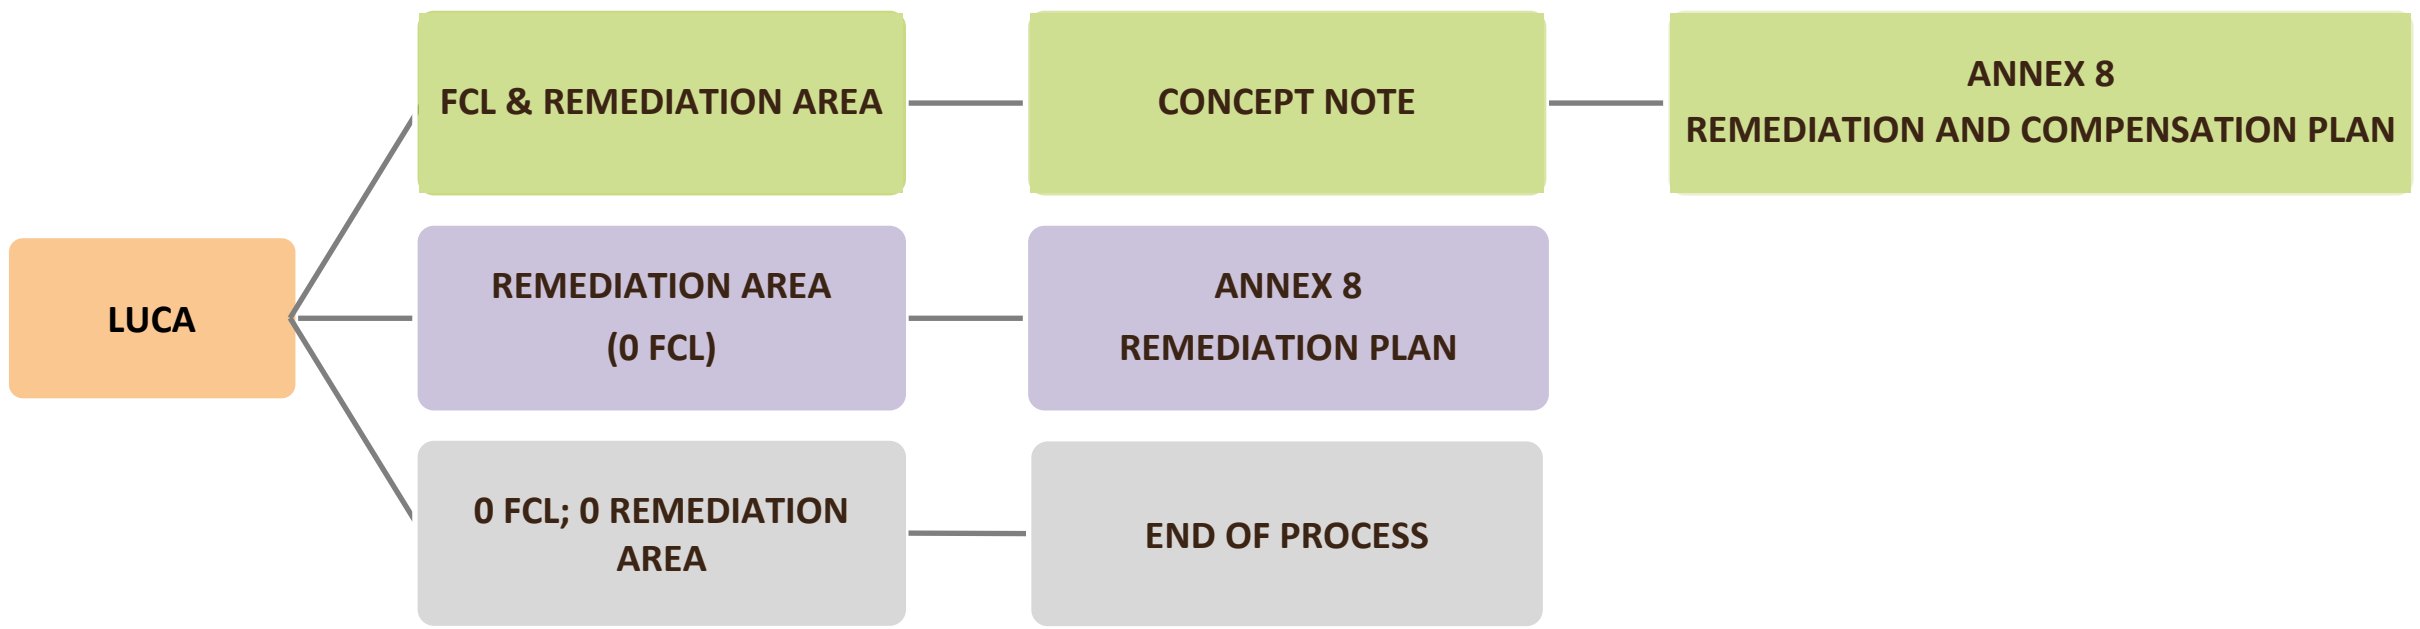 FCL & REMEDIATION AREA
CONCEPT NOTE
ANNEX 8
REMEDIATION AND COMPENSATION PLAN
LUCA
REMEDIATION AREA
(0 FCL)
ANNEX 8
REMEDIATION PLAN
0 FCL; 0 REMEDIATION
AREA
END OF PROCESS